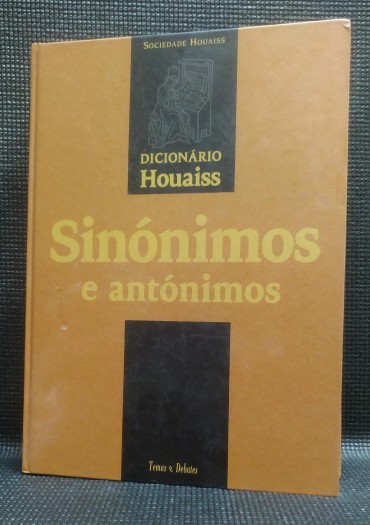 SOCIEDADE HOUAISS
DICIONÁRIO
Houaiss
Sinónimos
e antónimos
Temas e Debates